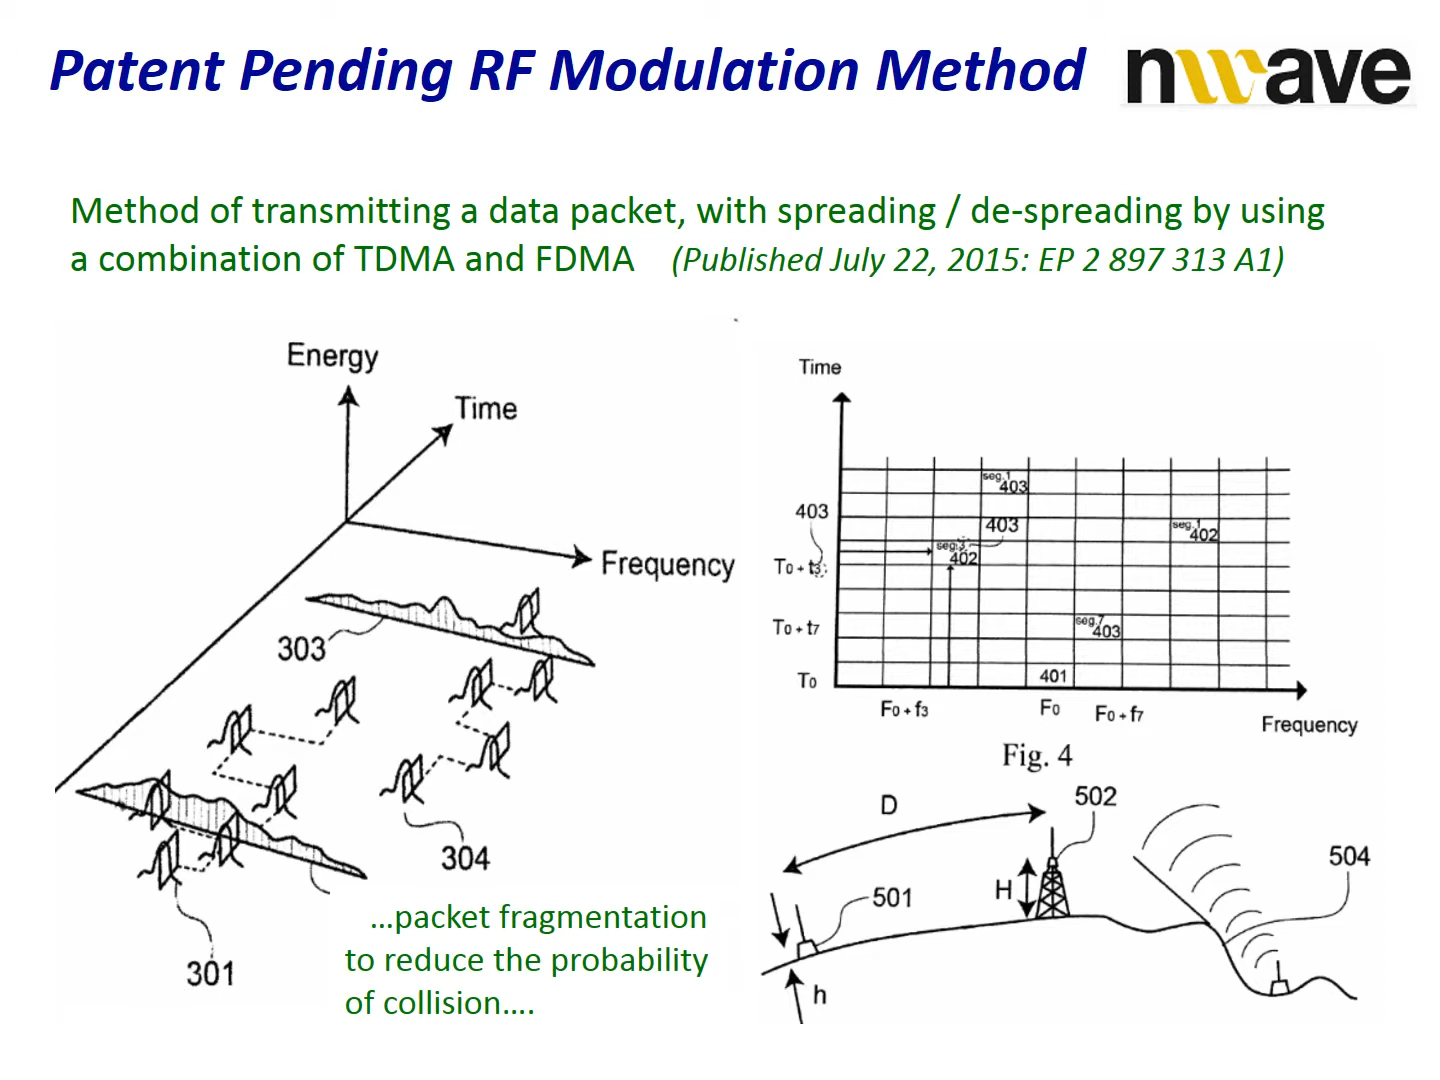 Patent Pending RF Modulation Method
nwave
Method of transmitting a data packet, with spreading / de-spreading by using
a combination of TDMA and FDMA (Published July 22, 2015: EP 2 897 313 A1)
Energy
Time
Frequency
303
304
301
...packet fragmentation
to reduce the probability
of collision....
Time
seg.1
403
403
403
seg.1
402
seg.3
402
T0 + t3
seg.7
403
T0 + t7
T0
401
F0 + f3
F0
F0 + f7
Frequency
Fig. 4
D
502
504
H
501
h